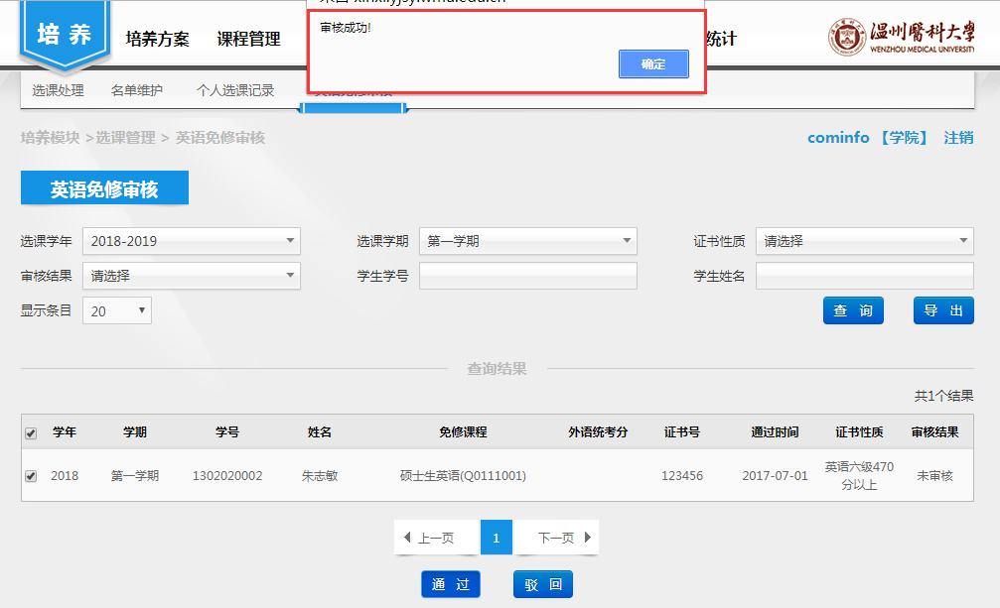 审核成功!
确定
培 养
培养方案 课程管理 统计
温州醫科大學
WENZHOU MEDICAL UNIVERSITY
选课处理 名单维护 个人选课记录
培养模块 >选课管理 > 英语免修审核
cominfo 【学院】 注销
英语免修审核
选课学年 2018-2019 选课学期 第一学期 证书性质 请选择
审核结果 请选择 学生学号 学生姓名
显示条目 20 查 询 导 出
查询结果
共1个结果
学年 学期 学号 姓名 免修课程 外语统考分 证书号 通过时间 证书性质 审核结果
2018 第一学期 1302020002 朱志敏 硕士生英语(Q0111001) 123456 2017-07-01 英语六级470分以上 未审核
上一页 1 下一页
通 过 驳 回